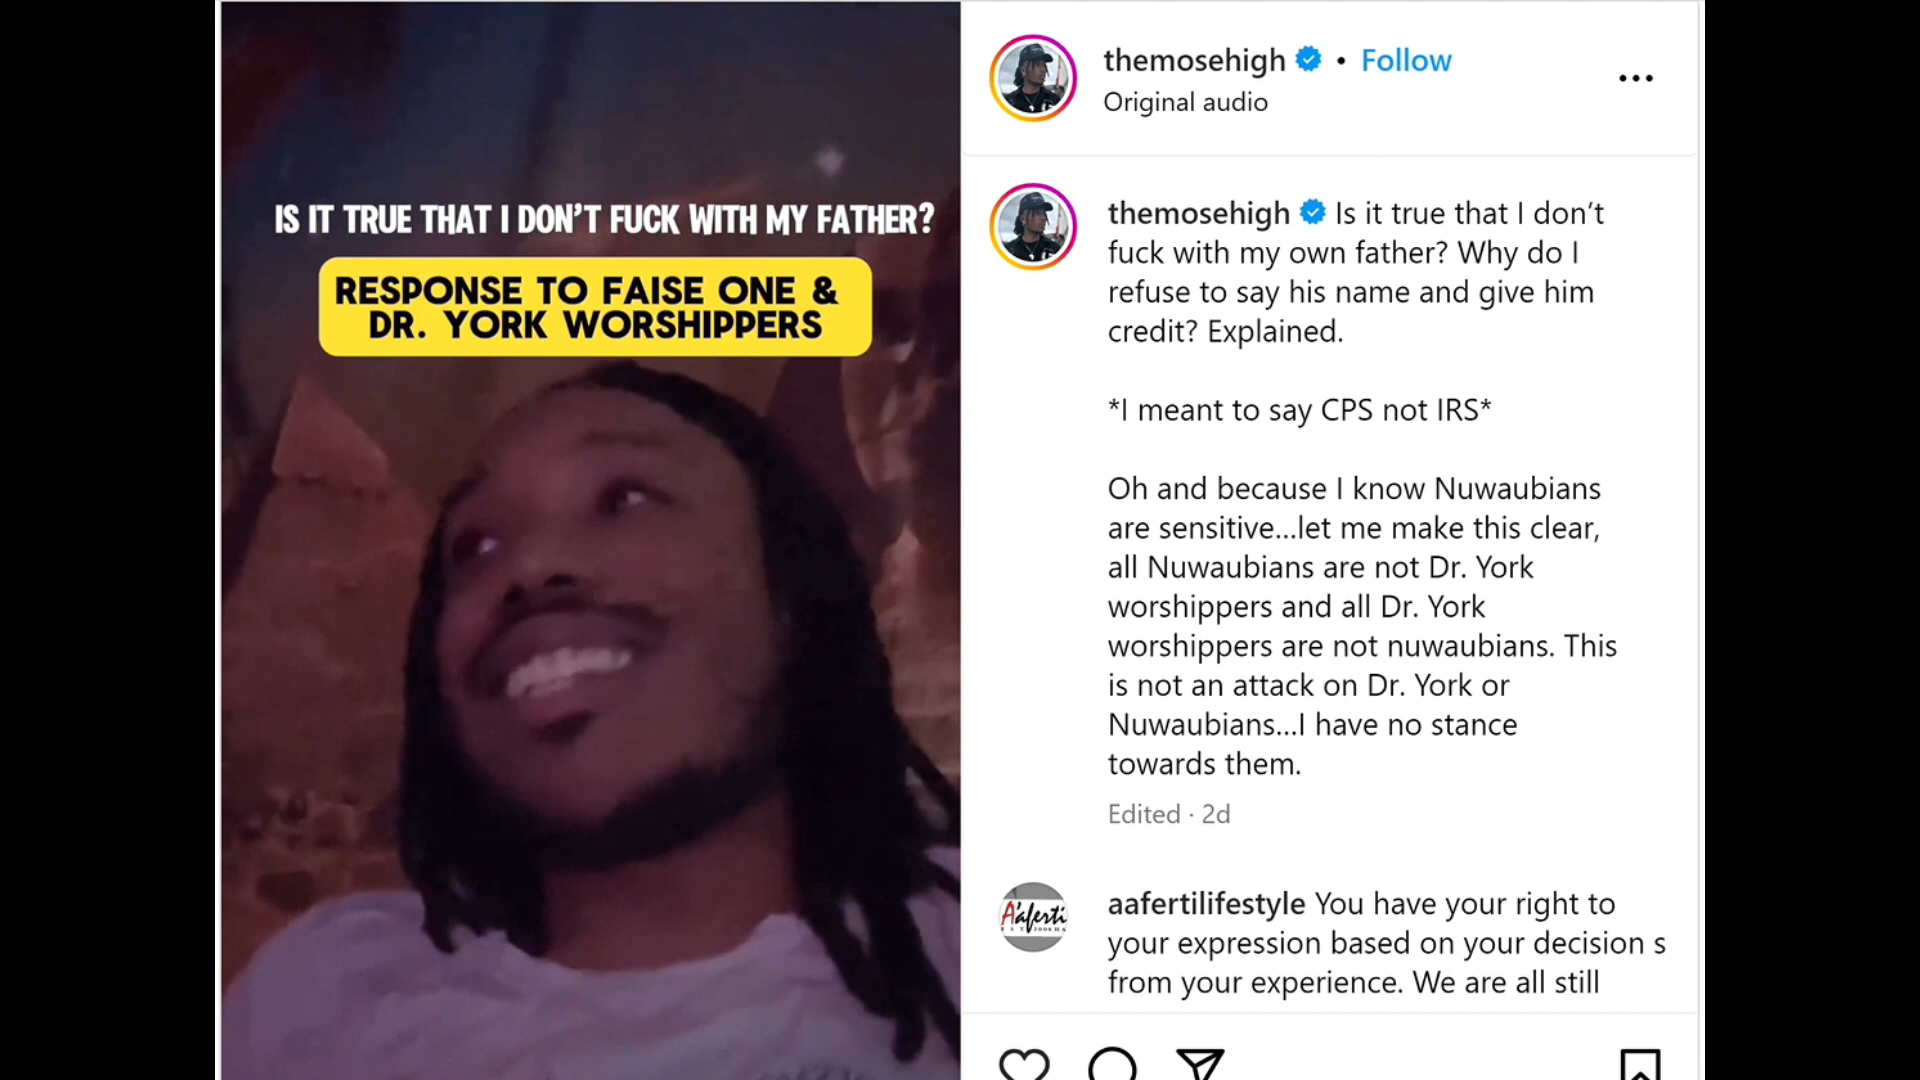 IS IT TRUE THAT I DON'T FUCK WITH MY FATHER?
RESPONSE TO FAISE ONE &
DR. YORK WORSHIPPERS
themosehigh • Follow
Original audio
themosehigh Is it true that I don’t
fuck with my own father? Why do I
refuse to say his name and give him
credit? Explained.
*I meant to say CPS not IRS*
Oh and because I know Nuwaubians
are sensitive...let me make this clear,
all Nuwaubians are not Dr. York
worshippers and all Dr. York
worshippers are not nuwaubians. This
is not an attack on Dr. York or
Nuwaubians...I have no stance
towards them.
Edited · 2d
A'aferti
aafertilifestyle You have your right to
your expression based on your decision s
from your experience. We are all still